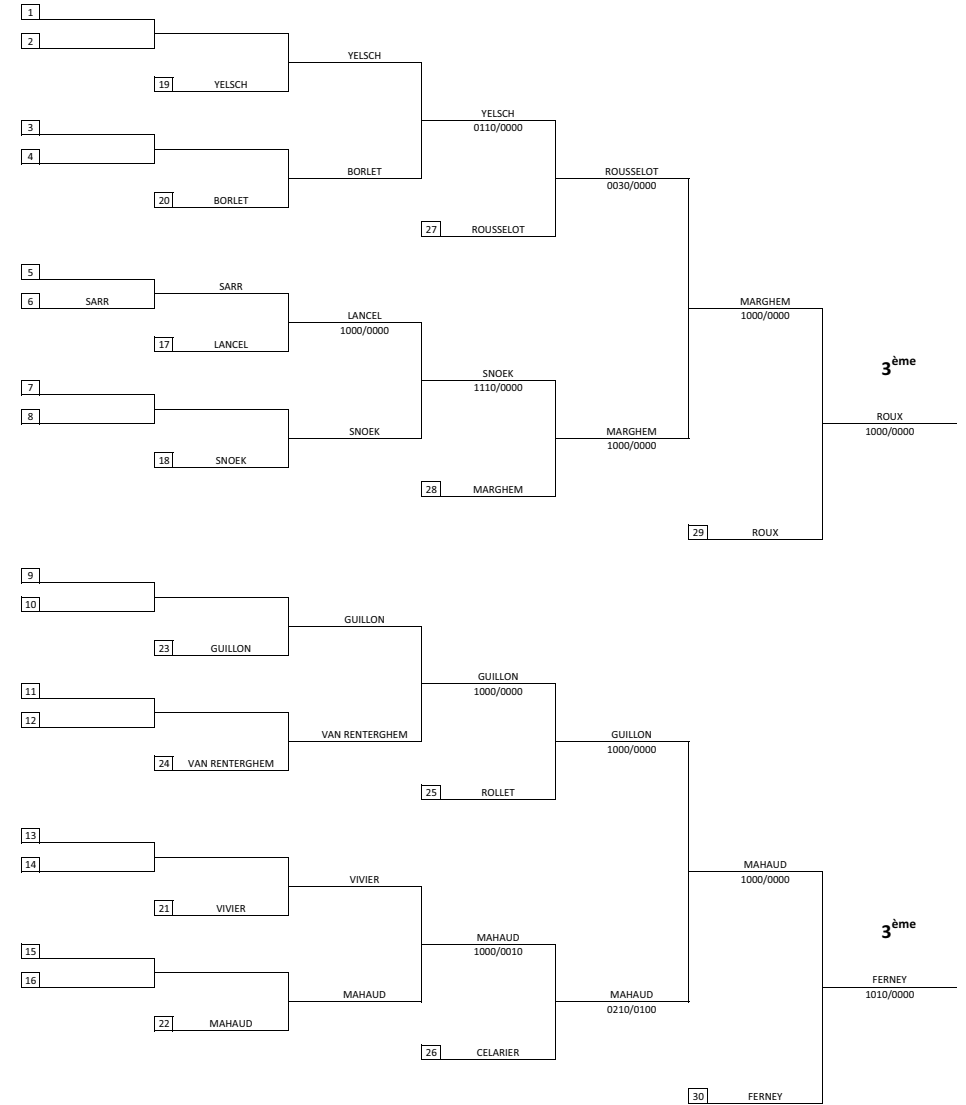 1
2
YELSCH
19 YELSCH
YELSCH
0110/0000
3
4
BORLET
ROUSSELOT
0030/0000
20 BORLET
27 ROUSSELOT
5
SARR
6 SARR
MARGHEM
1000/0000
LANCEL
1000/0000
17 LANCEL
3ème
SNOEK
1110/0000
7
8
ROUX
1000/0000
SNOEK
MARGHEM
1000/0000
18 SNOEK
28 MARGHEM
29 ROUX
9
10
GUILLON
23 GUILLON
GUILLON
1000/0000
11
12
VAN RENTERGHEM
GUILLON
1000/0000
24 VAN RENTERGHEM
25 ROLLET
13
14
MAHAUD
1000/0000
VIVIER
21 VIVIER
3ème
MAHAUD
1000/0010
15
16
FERNEY
1010/0000
MAHAUD
MAHAUD
0210/0100
22 MAHAUD
26 CELARIER
30 FERNEY